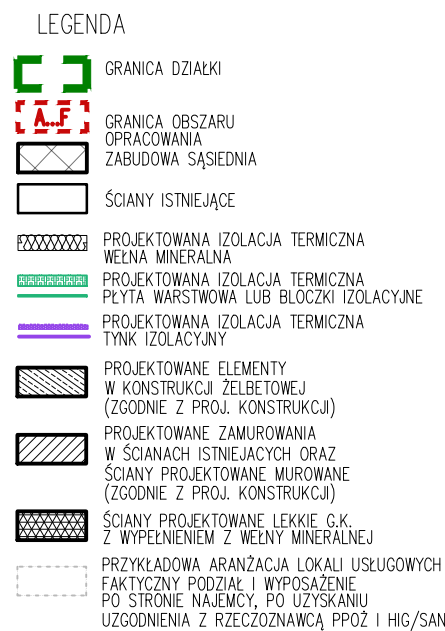 LEGENDA
GRANICA DZIAŁKI
A...F
GRANICA OBSZARU
OPRACOWANIA
ZABUDOWA SĄSIEDNIA
ŚCIANY ISTNIEJĄCE
PROJEKTOWANA IZOLACJA TERMICZNA
WEŁNA MINERALNA
PROJEKTOWANA IZOLACJA TERMICZNA
PŁYTA WARSTWOWA LUB BLOCZKI IZOLACYJNE
PROJEKTOWANA IZOLACJA TERMICZNA
TYNK IZOLACYJNY
PROJEKTOWANE ELEMENTY
W KONSTRUKCJI ŻELBETOWEJ
(ZGODNIE Z PROJ. KONSTRUKCJI)
PROJEKTOWANE ZAMUROWANIA
W ŚCIANACH ISTNIEJACYCH ORAZ
ŚCIANY PROJEKTOWANE MUROWANE
(ZGODNIE Z PROJ. KONSTRUKCJI)
ŚCIANY PROJEKTOWANE LEKKIE G.K.
Z WYPEŁNIENIEM Z WEŁNY MINERALNEJ
PRZYKŁADOWA ARANŻACJA LOKALI USŁUGOWYCH
FAKTYCZNY PODZIAŁ I WYPOSAŻENIE
PO STRONIE NAJEMCY, PO UZYSKANIU
UZGODNIENIA Z RZECZOZNAWCĄ PPOŻ I HIG/SAN